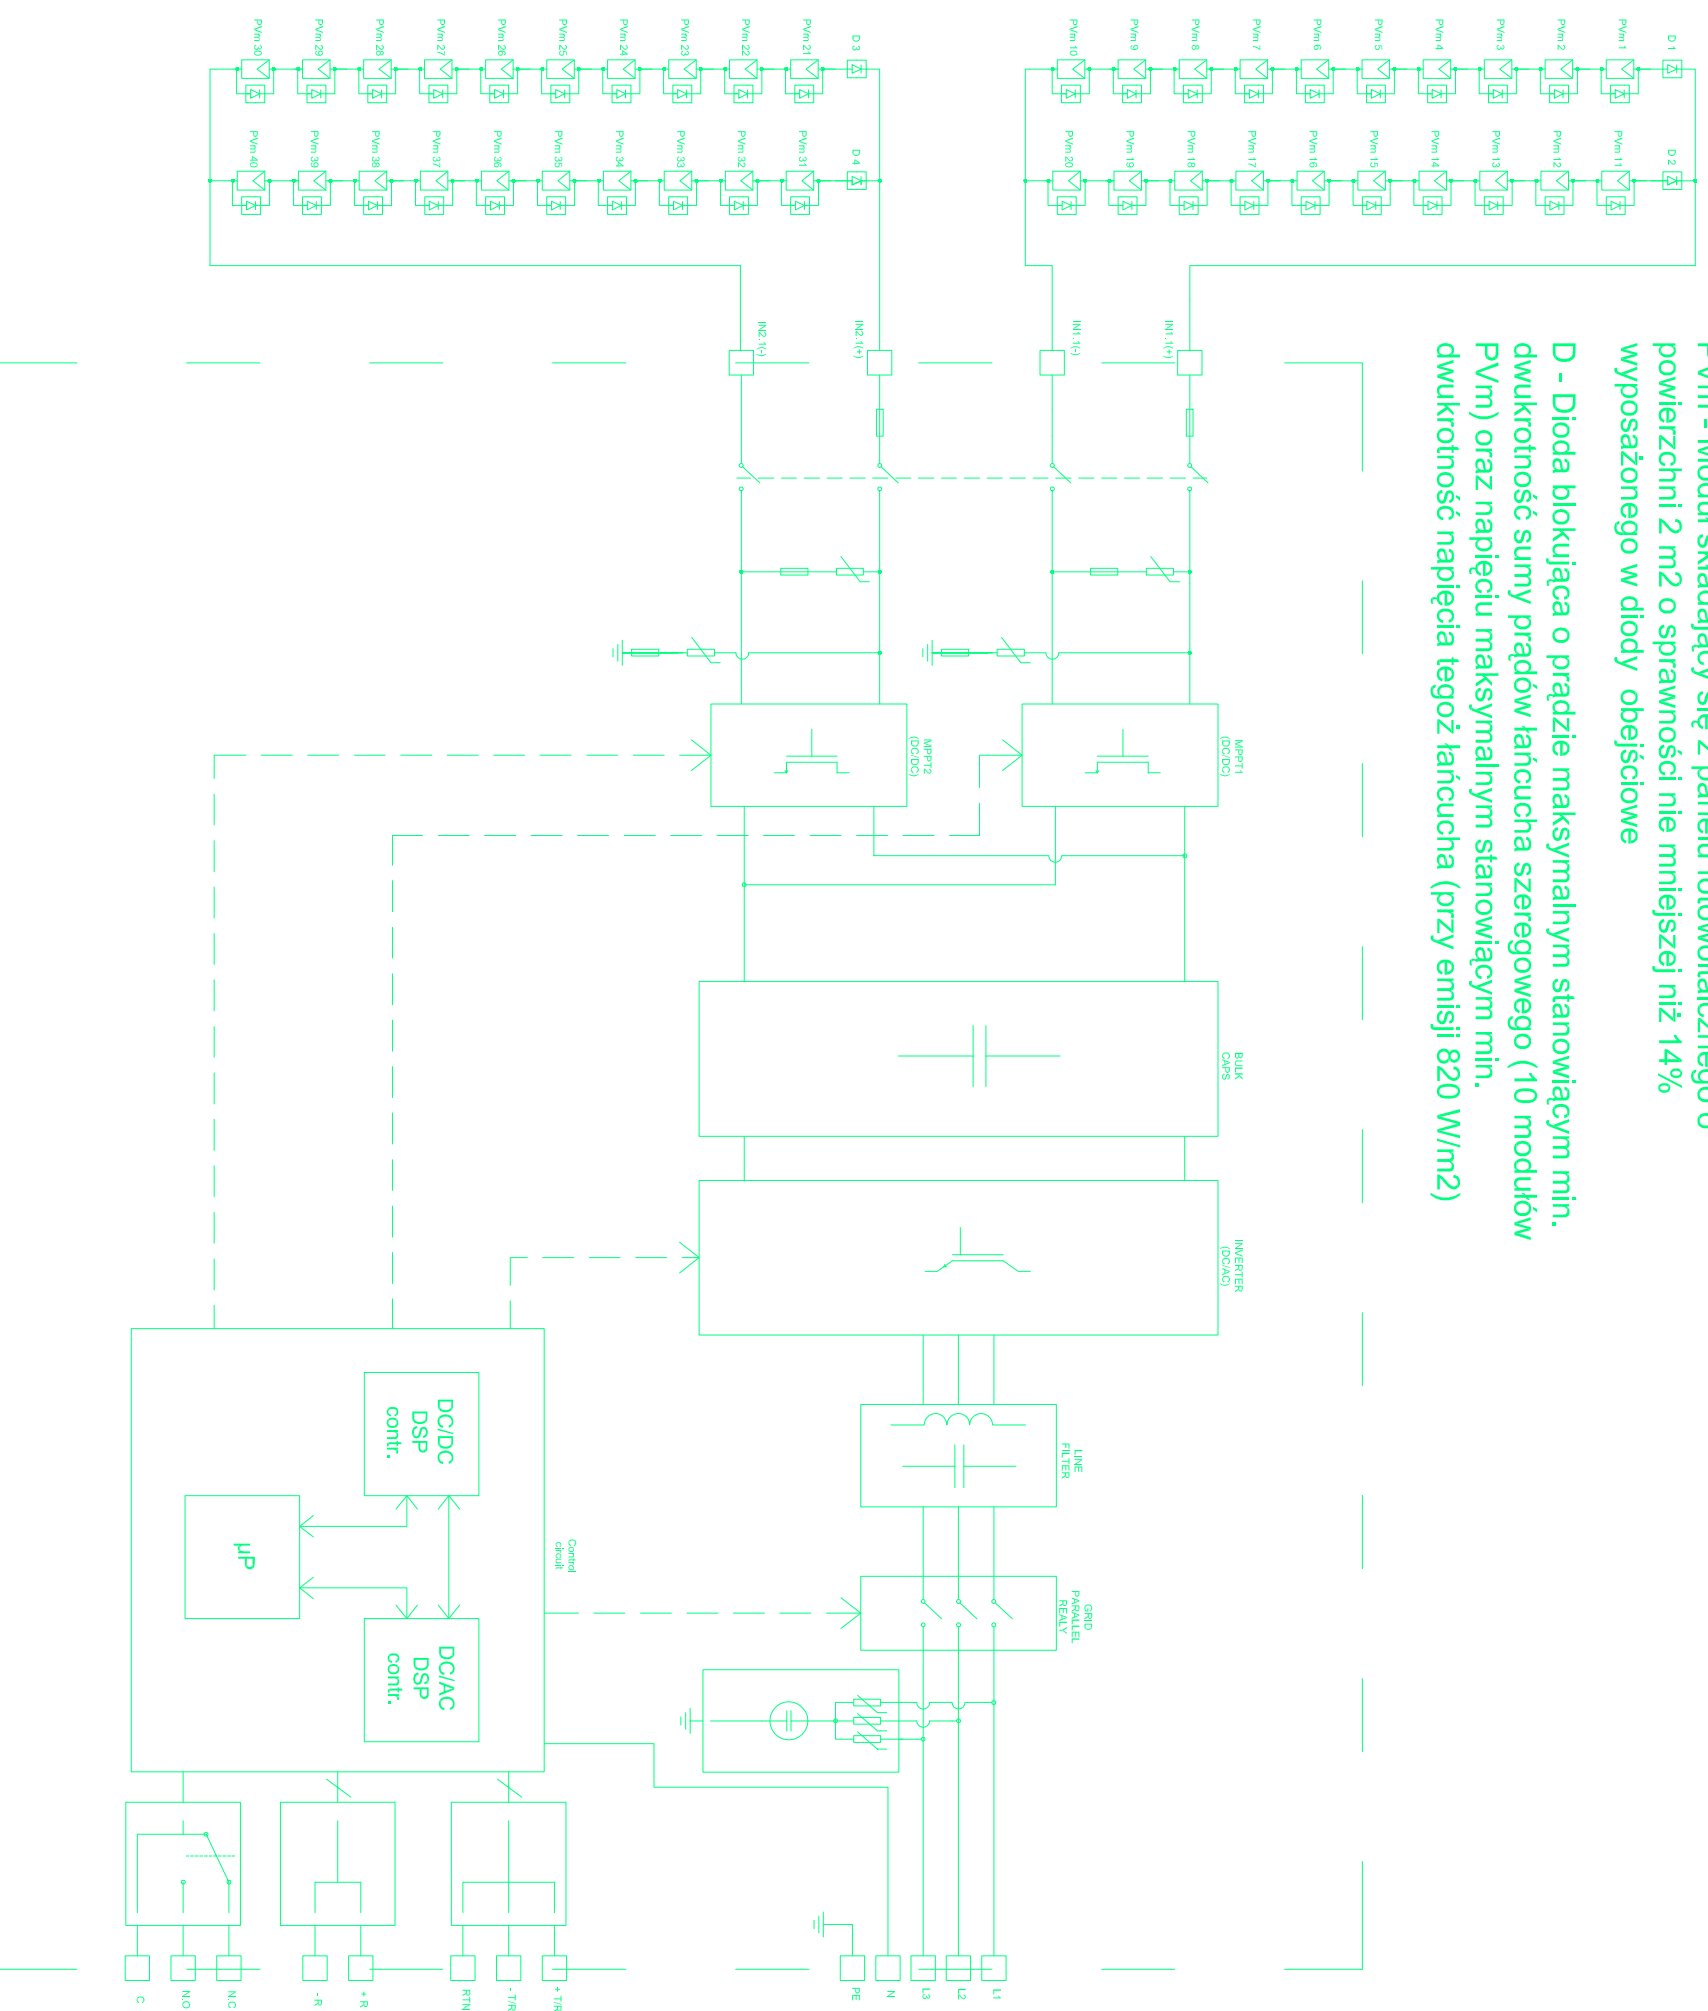 PVm - Moduł składający się z panelu fotowoltaicznego o
powierzchni 2 m2 o sprawności nie mniejszej niż 14%
wyposażonego w diody obejściowe
D - Dioda blokująca o prądzie maksymalnym stanowiącym min.
dwukrotność sumy prądów łańcucha szeregowego (10 modułów
PVm) oraz napięciu maksymalnym stanowiącym min.
dwukrotność napięcia tegoż łańcucha (przy emisji 820 W/m2)
D 1
PVm 1
PVm 2
PVm 3
PVm 4
PVm 5
PVm 6
PVm 7
PVm 8
PVm 9
PVm 10
D 2
PVm 11
PVm 12
PVm 13
PVm 14
PVm 15
PVm 16
PVm 17
PVm 18
PVm 19
PVm 20
D 3
PVm 21
PVm 22
PVm 23
PVm 24
PVm 25
PVm 26
PVm 27
PVm 28
PVm 29
PVm 30
D 4
PVm 31
PVm 32
PVm 33
PVm 34
PVm 35
PVm 36
PVm 37
PVm 38
PVm 39
PVm 40
IN1.1(+)
IN1.1(-)
IN2.1(+)
IN2.1(-)
MPPT1
(DC/DC)
MPPT2
(DC/DC)
BULK
CAPS
INVERTER
(DC/AC)
LINE
FILTER
GRID
PARALLEL
REALY
Control
circuit
DC/DC
DSP
contr.
µP
DC/AC
DSP
contr.
L1
L2
L3
N
PE
+ T/R
- T/R
RTN
+ R
- R
N.C
N.O
C